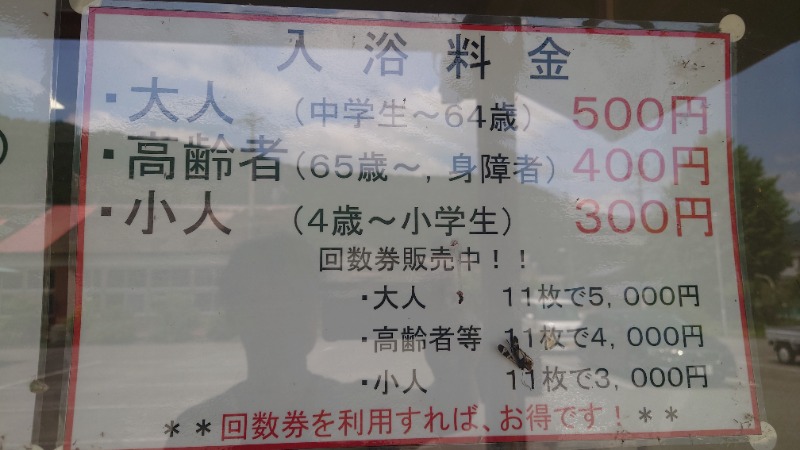 入浴料金
・大人 (中学生～64歳) 500円
・高齢者(65歳～, 身障者) 400円
・小人 (4歳～小学生) 300円
回数券販売中！！
・大人 11枚で5,000円
・高齢者等 11枚で4,000円
・小人 11枚で3,000円
＊＊回数券を利用すれば、お得です！＊＊